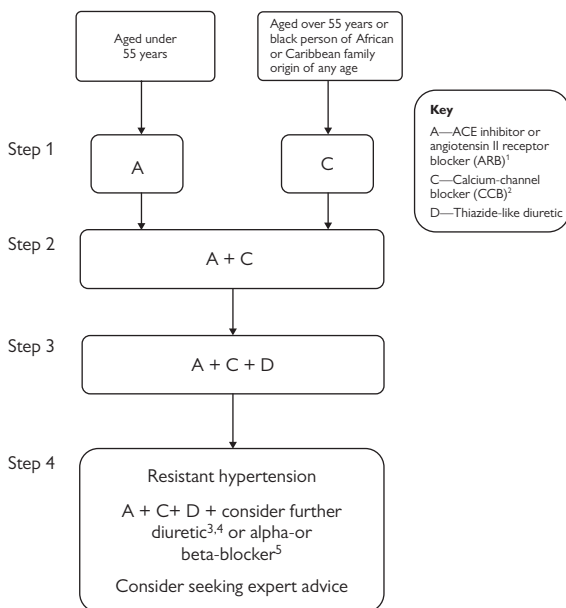 Aged under
55 years
Aged over 55 years or
black person of African
or Caribbean family
origin of any age
Key
A—ACE inhibitor or
angiotensin II receptor
blocker (ARB)¹
C—Calcium-channel
blocker (CCB)²
D—Thiazide-like diuretic
Step 1
A
C
Step 2
A + C
Step 3
A + C + D
Step 4
Resistant hypertension
A + C+ D + consider further
diuretic³,⁴ or alpha-or
beta-blocker⁵
Consider seeking expert advice